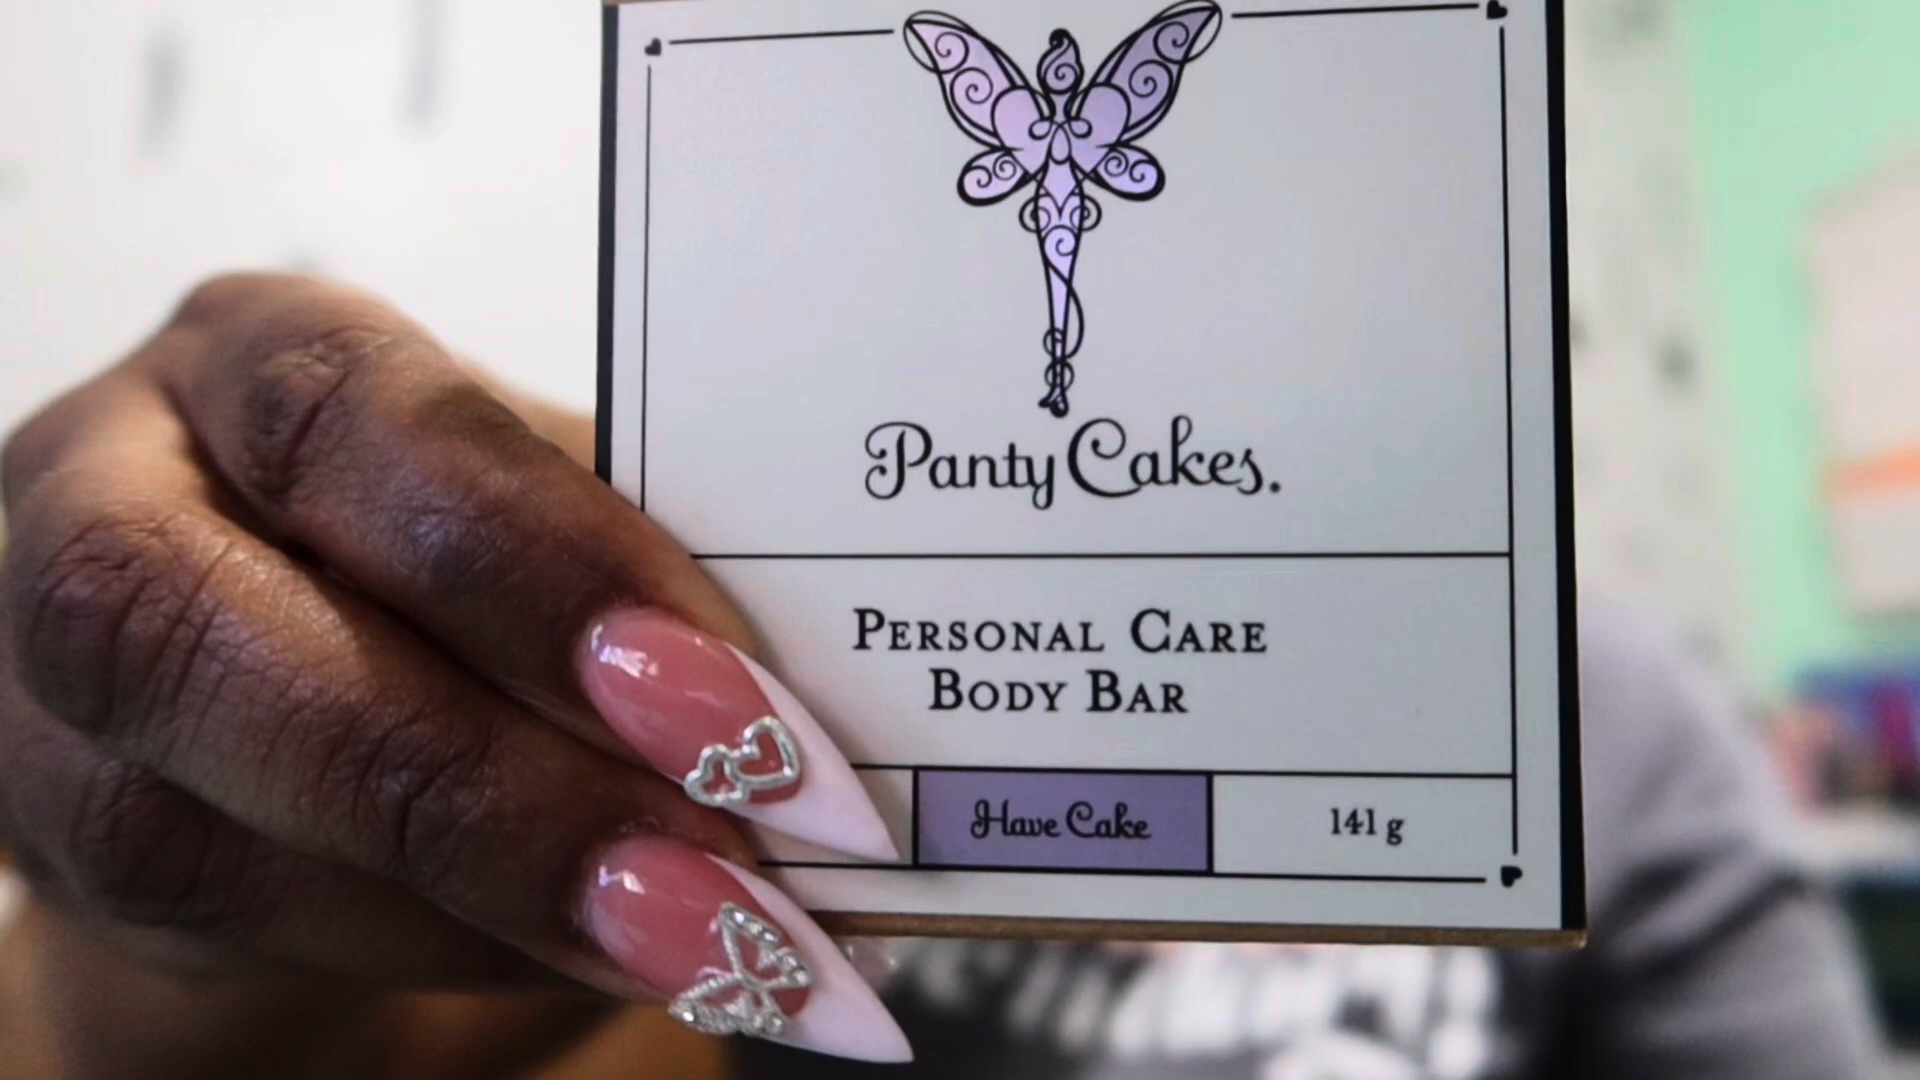 Panty Cakes.
Personal Care
Body Bar
Have Cake
141 g